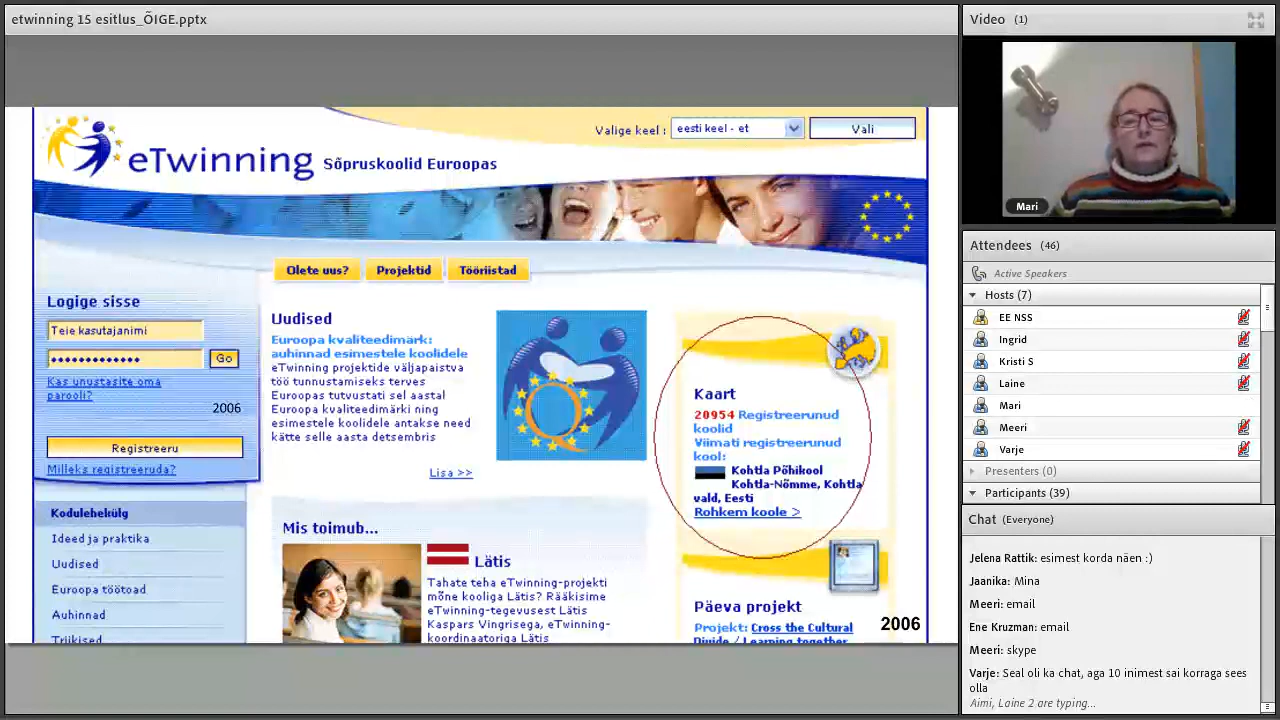 etwinning 15 esitlus_ÕIGE.pptx
Valige keel :
eesti keel - et
Vali
eTwinning
Sõpruskoolid Euroopas
Olete uus?
Projektid
Tööriistad
Logige sisse
Teie kasutajanimi
Go
Kas unustasite oma
parooli?
2006
Registreeru
Milleks registreeruda?
Kodulehekülg
Ideed ja praktika
Uudised
Euroopa töötoad
Auhinnad
Triikised
Uudised
Euroopa kvaliteedimärk:
auhinnad esimestele koolidele
eTwinning projektide väljapaistva
töö tunnustamiseks terves
Euroopas tutvustati sel aastal
Euroopa kvaliteedimärki ning
esimestele koolidele antakse need
kätte selle aasta detsembris
Lisa >>
Mis toimub...
Lätis
Tahate teha eTwinning-projekti
mõne kooliga Lätis? Rääkisime
eTwinning-tegevusest Lätis
Kaspars Vingrisega, eTwinning-
koordinaatoriga Lätis
Kaart
20954 Registreerunud
koolid
Viimati registreerunud
kool:
Kohtla Põhikool
Kohtla-Nõmme, Kohtla
vald, Eesti
Rohkem koole >
Päeva projekt
Projekt: Cross the Cultural
Divide / Learning together
2006
Video (1)
Mari
Attendees (46)
Active Speakers
Hosts (7)
EE NSS
Ingrid
Kristi S
Laine
Mari
Meeri
Varje
Presenters (0)
Participants (39)
Chat (Everyone)
Jelena Rattik: esimest korda näen :)
Jaanika: Mina
Meeri: email
Ene Kruzman: email
Meeri: skype
Varje: Seal oli ka chat, aga 10 inimest sai korraga sees
olla
Aimi, Laine 2 are typing...